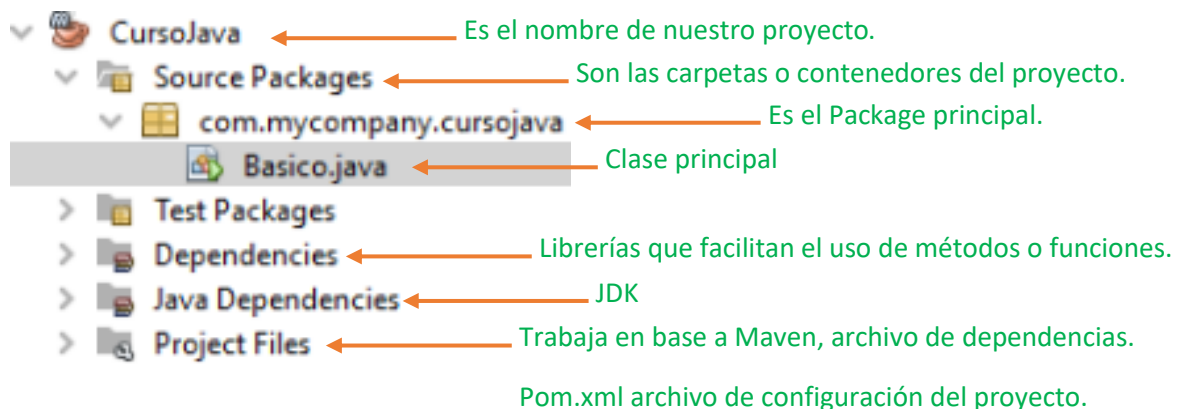 CursoJava Es el nombre de nuestro proyecto.
Source Packages Son las carpetas o contenedores del proyecto.
com.mycompany.cursojava Es el Package principal.
Basico.java Clase principal
Test Packages
Dependencies Librerías que facilitan el uso de métodos o funciones.
Java Dependencies JDK
Project Files Trabaja en base a Maven, archivo de dependencias.
Pom.xml archivo de configuración del proyecto.